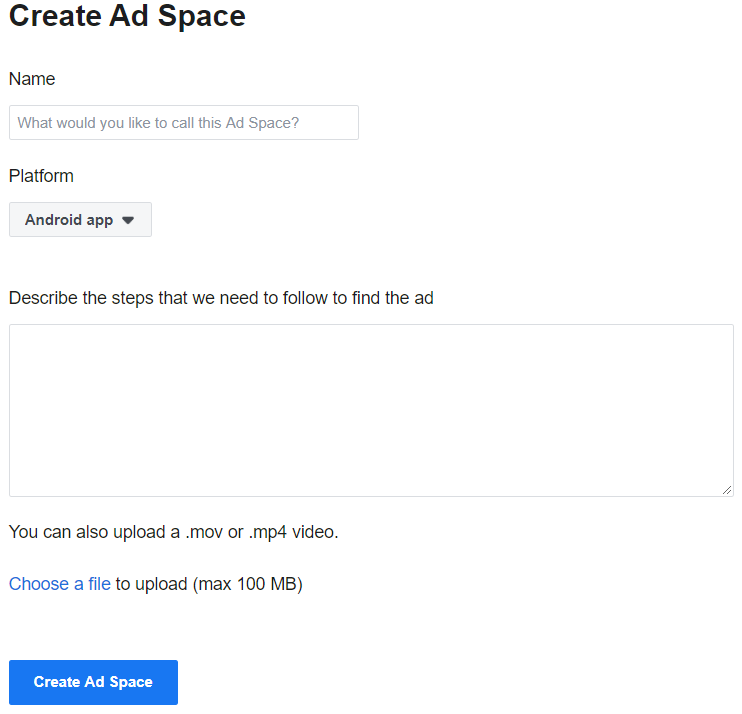 Create Ad Space
Name
What would you like to call this Ad Space?
Platform
Android app
Describe the steps that we need to follow to find the ad
You can also upload a .mov or .mp4 video.
Choose a file to upload (max 100 MB)
Create Ad Space